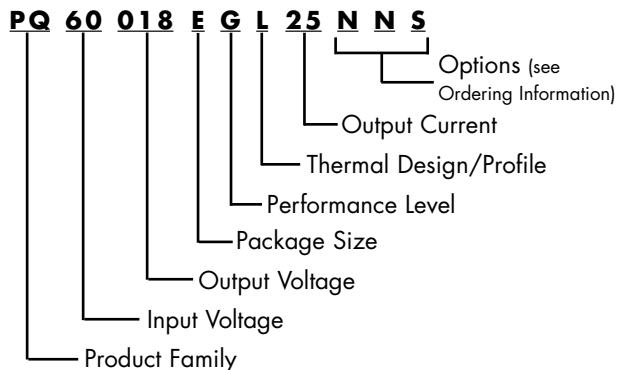 PQ 60 018 E G L 25 N N S
Options (see
Ordering Information)
Output Current
Thermal Design/Profile
Performance Level
Package Size
Output Voltage
Input Voltage
Product Family